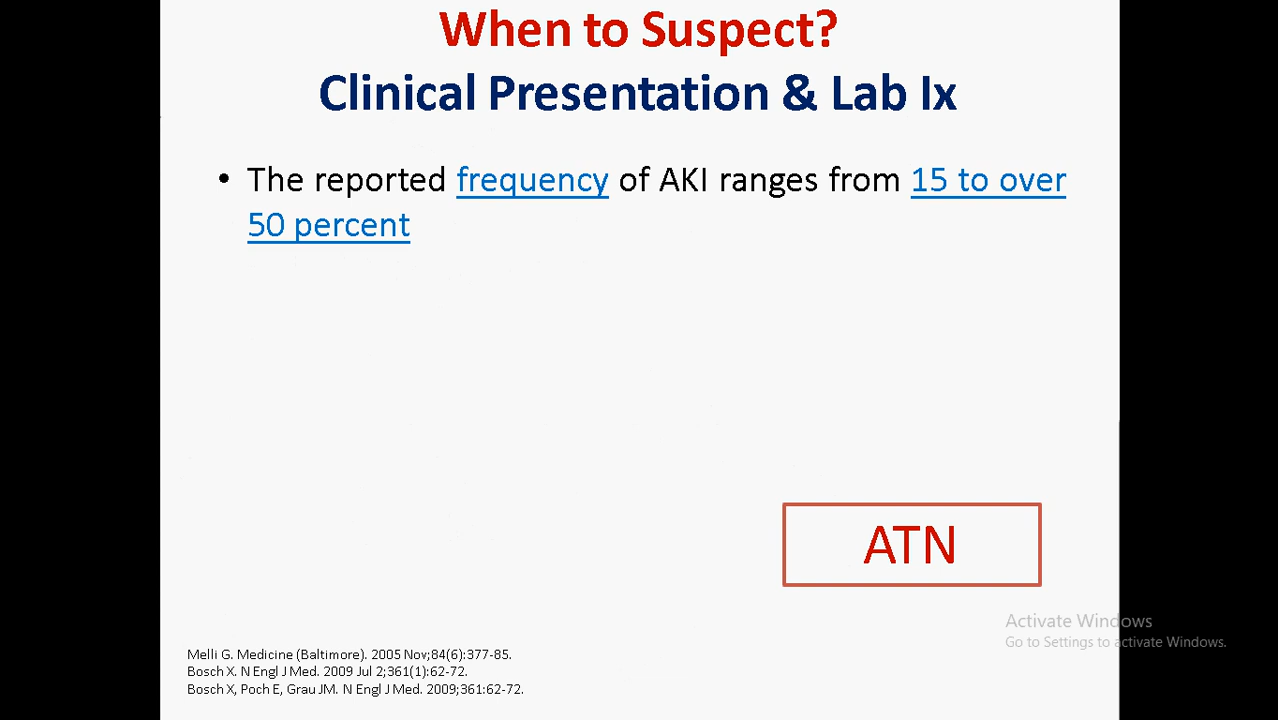 When to Suspect?
Clinical Presentation & Lab Ix
• The reported frequency of AKI ranges from 15 to over
50 percent
ATN
Activate Windows
Go to Settings to activate Windows.
Melli G. Medicine (Baltimore). 2005 Nov;84(6):377-85.
Bosch X. N Engl J Med. 2009 Jul 2;361(1):62-72.
Bosch X, Poch E, Grau JM. N Engl J Med. 2009;361:62-72.